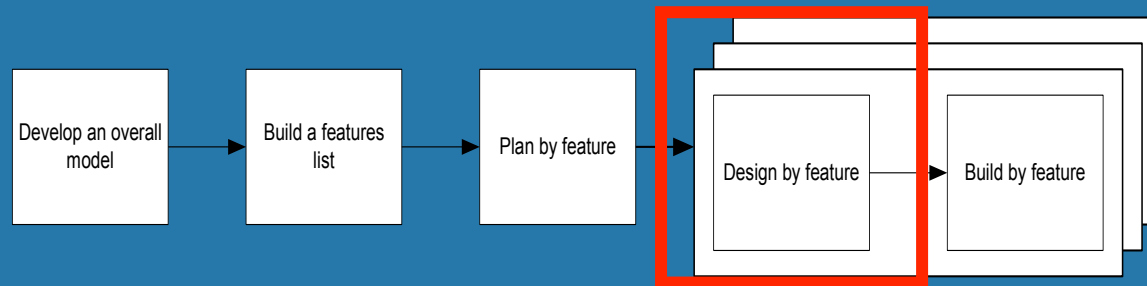 Develop an overall
model
Build a features
list
Plan by feature
Design by feature
Build by feature